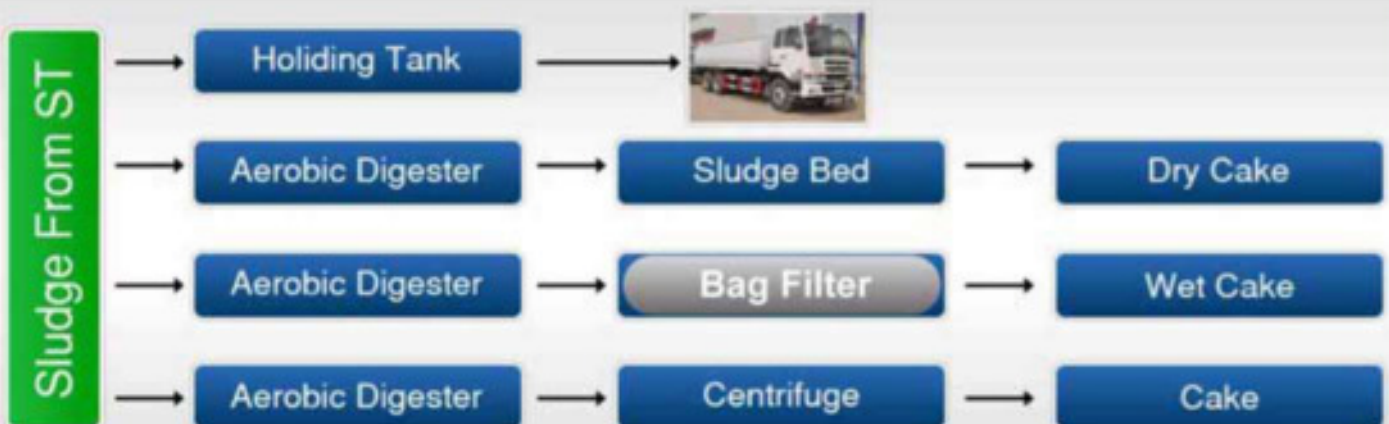 Sludge From ST
Holiding Tank
Aerobic Digester
Sludge Bed
Dry Cake
Aerobic Digester
Bag Filter
Wet Cake
Aerobic Digester
Centrifuge
Cake